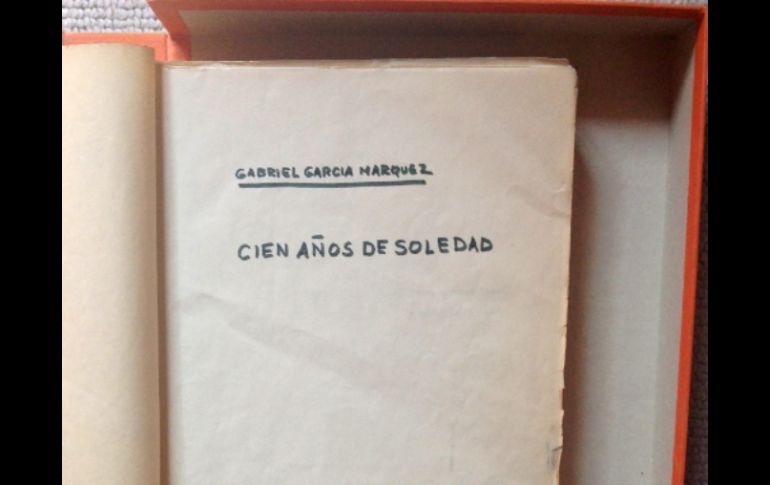 GABRIEL GARCIA MARQUEZ
CIEN AÑOS DE SOLEDAD